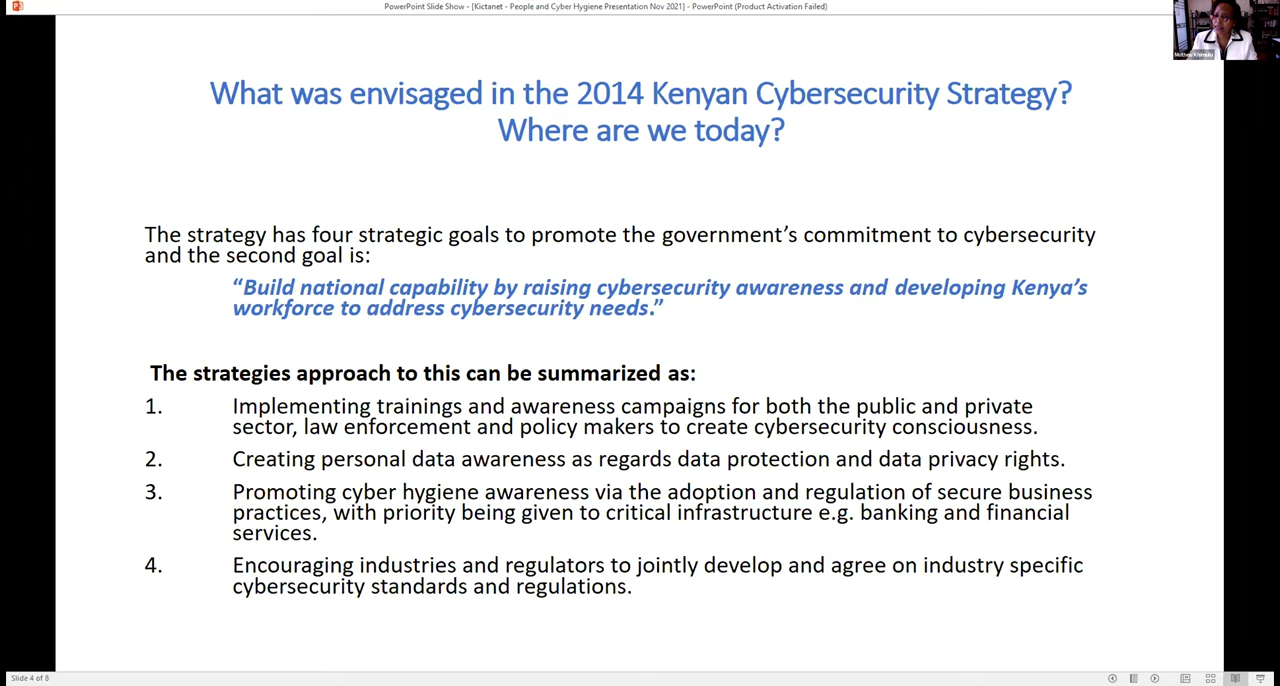 PowerPoint Slide Show - [Kictanet - People and Cyber Hygiene Presentation Nov 2021] - PowerPoint (Product Activation Failed)
What was envisaged in the 2014 Kenyan Cybersecurity Strategy?
Where are we today?
The strategy has four strategic goals to promote the government’s commitment to cybersecurity
and the second goal is:
“Build national capability by raising cybersecurity awareness and developing Kenya’s
workforce to address cybersecurity needs.”
The strategies approach to this can be summarized as:
1. Implementing trainings and awareness campaigns for both the public and private
sector, law enforcement and policy makers to create cybersecurity consciousness.
2. Creating personal data awareness as regards data protection and data privacy rights.
3. Promoting cyber hygiene awareness via the adoption and regulation of secure business
practices, with priority being given to critical infrastructure e.g. banking and financial
services.
4. Encouraging industries and regulators to jointly develop and agree on industry specific
cybersecurity standards and regulations.
Slide 4 of 8